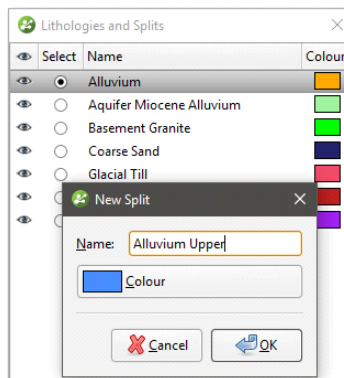 Lithologies and Splits
Select Name Colour
Alluvium
Aquifer Miocene Alluvium
Basement Granite
Coarse Sand
Glacial Till
New Split
Name: Alluvium Upper
Colour
Cancel OK